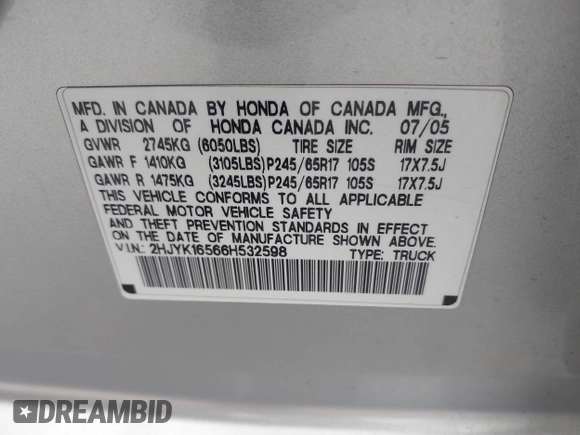 MFD. IN CANADA BY HONDA OF CANADA MFG.,
A DIVISION OF HONDA CANADA INC. 07/05
GVWR 2745KG (6050LBS) TIRE SIZE RIM SIZE
GAWR F 1410KG (3105LBS)P245/65R17 105S 17X7.5J
GAWR R 1475KG (3245LBS)P245/65R17 105S 17X7.5J
THIS VEHICLE CONFORMS TO ALL APPLICABLE
FEDERAL MOTOR VEHICLE SAFETY
AND THEFT PREVENTION STANDARDS IN EFFECT
ON THE DATE OF MANUFACTURE SHOWN ABOVE.
V.I.N.: 2HJYK16566H532598 TYPE: TRUCK
DREAMBID